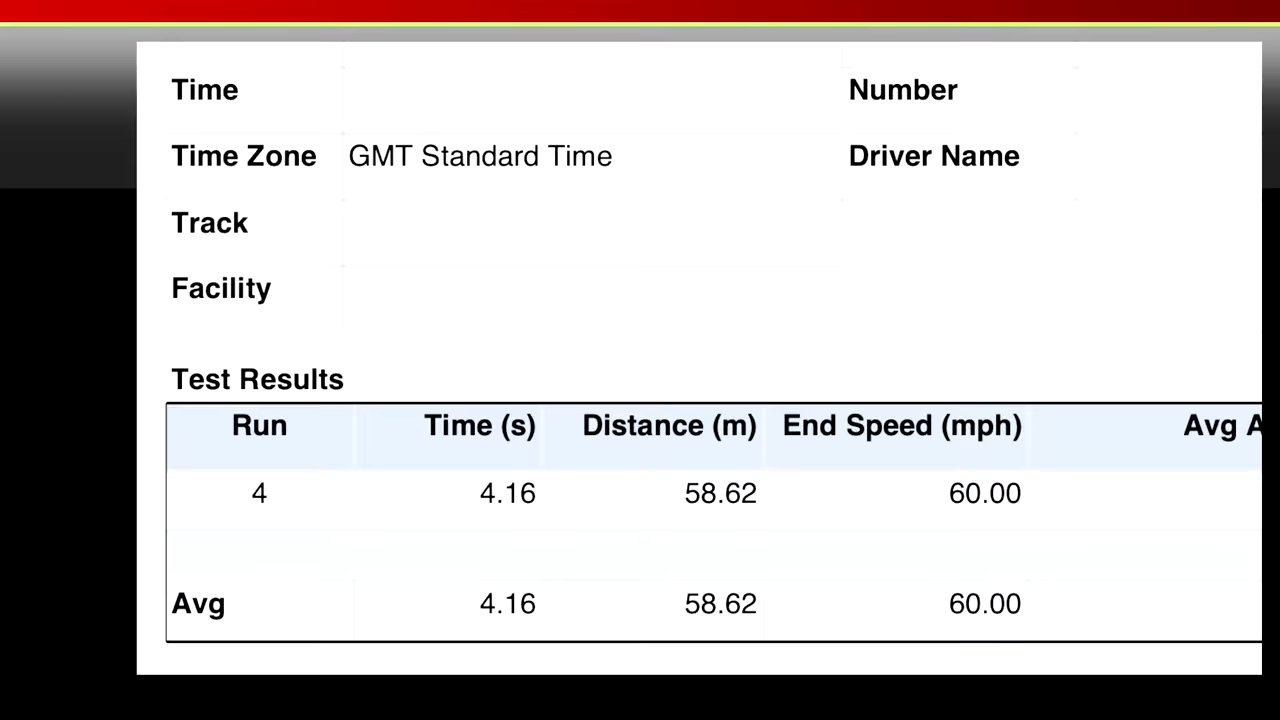 Time Number
Time Zone GMT Standard Time Driver Name
Track
Facility
Test Results
Run Time (s) Distance (m) End Speed (mph) Avg A
4 4.16 58.62 60.00
Avg 4.16 58.62 60.00